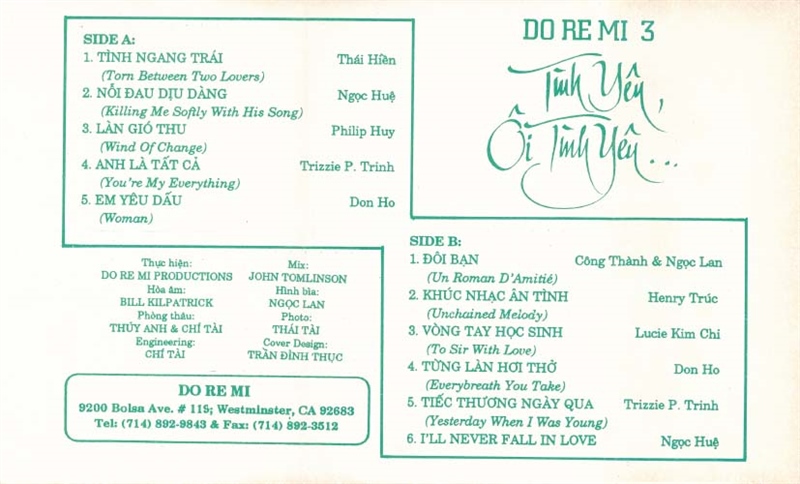 SIDE A:
1. TÌNH NGANG TRÁI Thái Hiền
(Torn Between Two Lovers)
2. NỖI ĐAU DỊU DÀNG Ngọc Huệ
(Killing Me Softly With His Song)
3. LÀN GIÓ THU Philip Huy
(Wind Of Change)
4. ANH LÀ TẤT CẢ Trizzie P. Trinh
(You're My Everything)
5. EM YÊU DẤU Don Ho
(Woman)
DO RE MI 3
Tình Yêu,
Ôi Tình Yêu...
Thực hiện:
DO RE MI PRODUCTIONS
Hòa âm:
BILL KILPATRICK
Phòng thâu:
THÚY ANH & CHÍ TÀI
Engineering:
CHÍ TÀI
Mix:
JOHN TOMLINSON
Hình bìa:
NGỌC LAN
Photo:
THÁI TÀI
Cover Design:
TRẦN ĐÌNH THỤC
DO RE MI
9200 Bolsa Ave. # 115; Westminster, CA 92683
Tel: (714) 892-9843 & Fax: (714) 892-3512
SIDE B:
1. ĐÔI BẠN Công Thành & Ngọc Lan
(Un Roman D'Amitié)
2. KHÚC NHẠC ÂN TÌNH Henry Trúc
(Unchained Melody)
3. VÒNG TAY HỌC SINH Lucie Kim Chi
(To Sir With Love)
4. TỪNG LÀN HƠI THỞ Don Ho
(Everybreath You Take)
5. TIẾC THƯƠNG NGÀY QUA Trizzie P. Trinh
(Yesterday When I Was Young)
6. I'LL NEVER FALL IN LOVE Ngọc Huệ